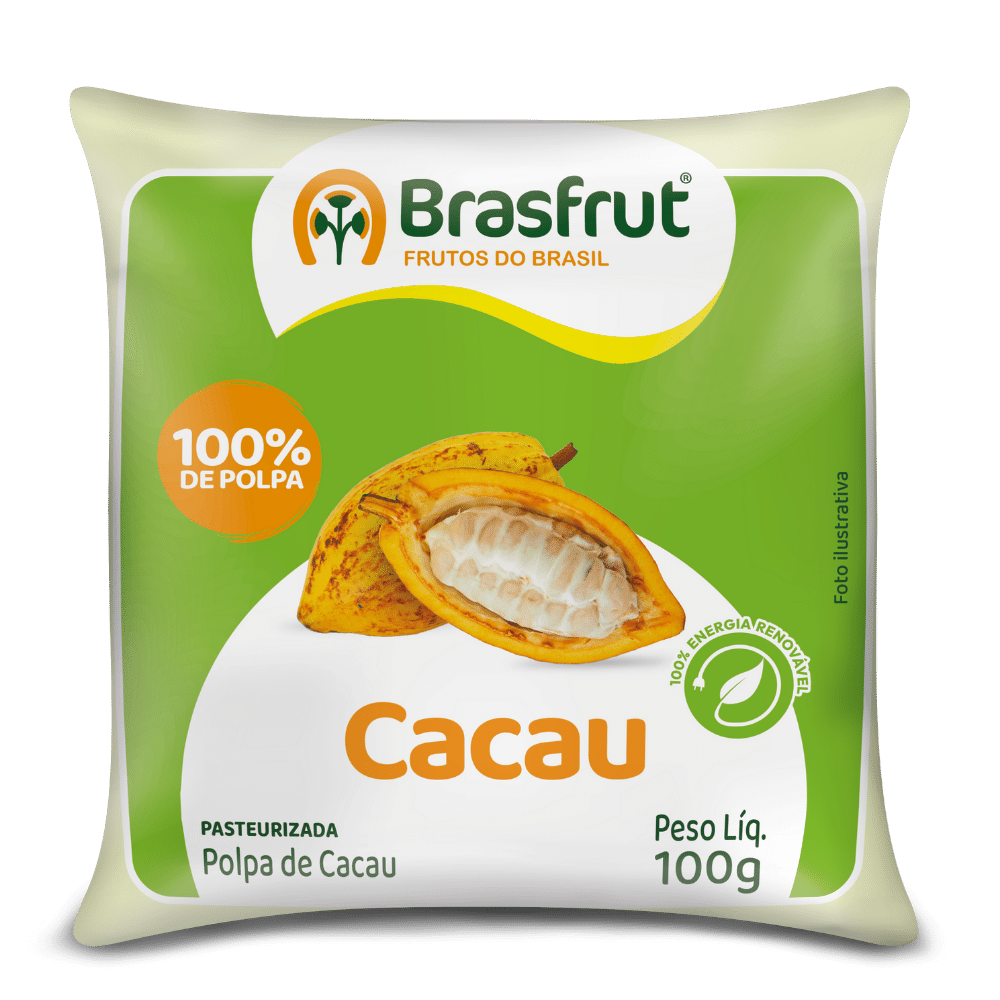 Brasfrut®
FRUTOS DO BRASIL
100%
DE POLPA
Foto ilustrativa
100% ENERGIA RENOVÁVEL
Cacau
PASTEURIZADA
Polpa de Cacau
Peso Líq.
100g